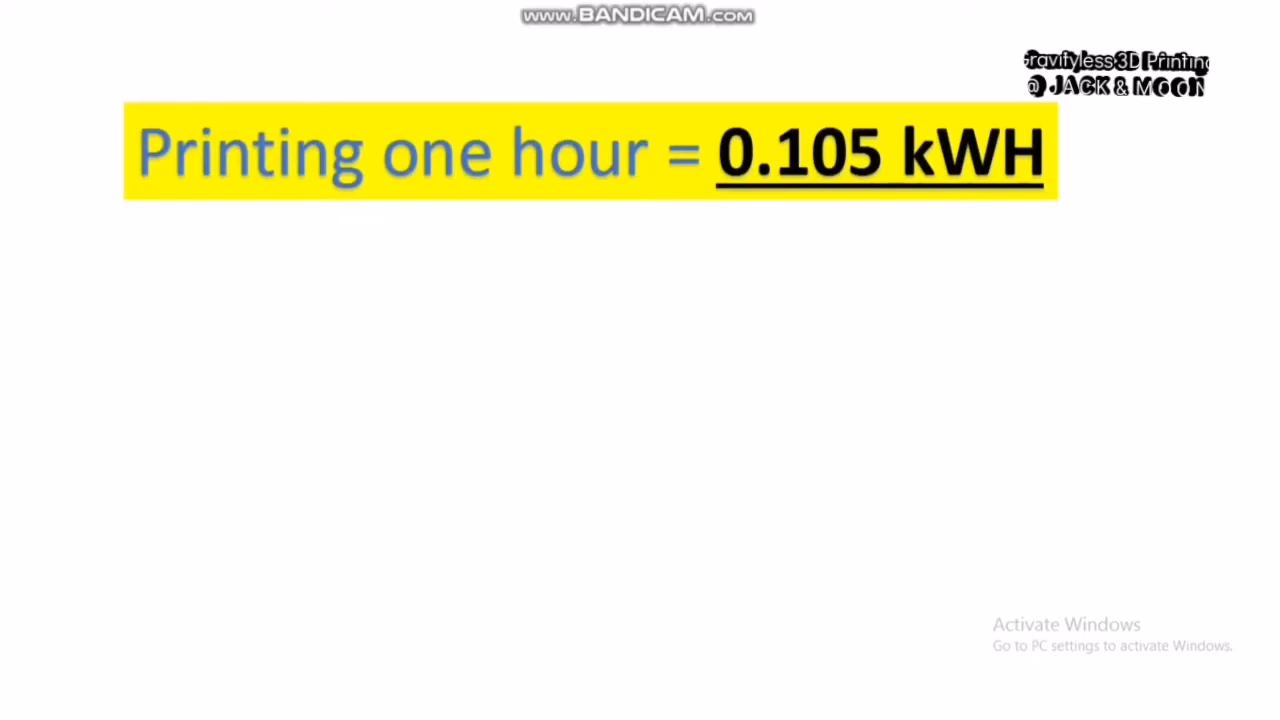 www.BANDICAM.com
Gravityless 3D Printing
@ JACK & MOON
Printing one hour = 0.105 kWH
Activate Windows
Go to PC settings to activate Windows.